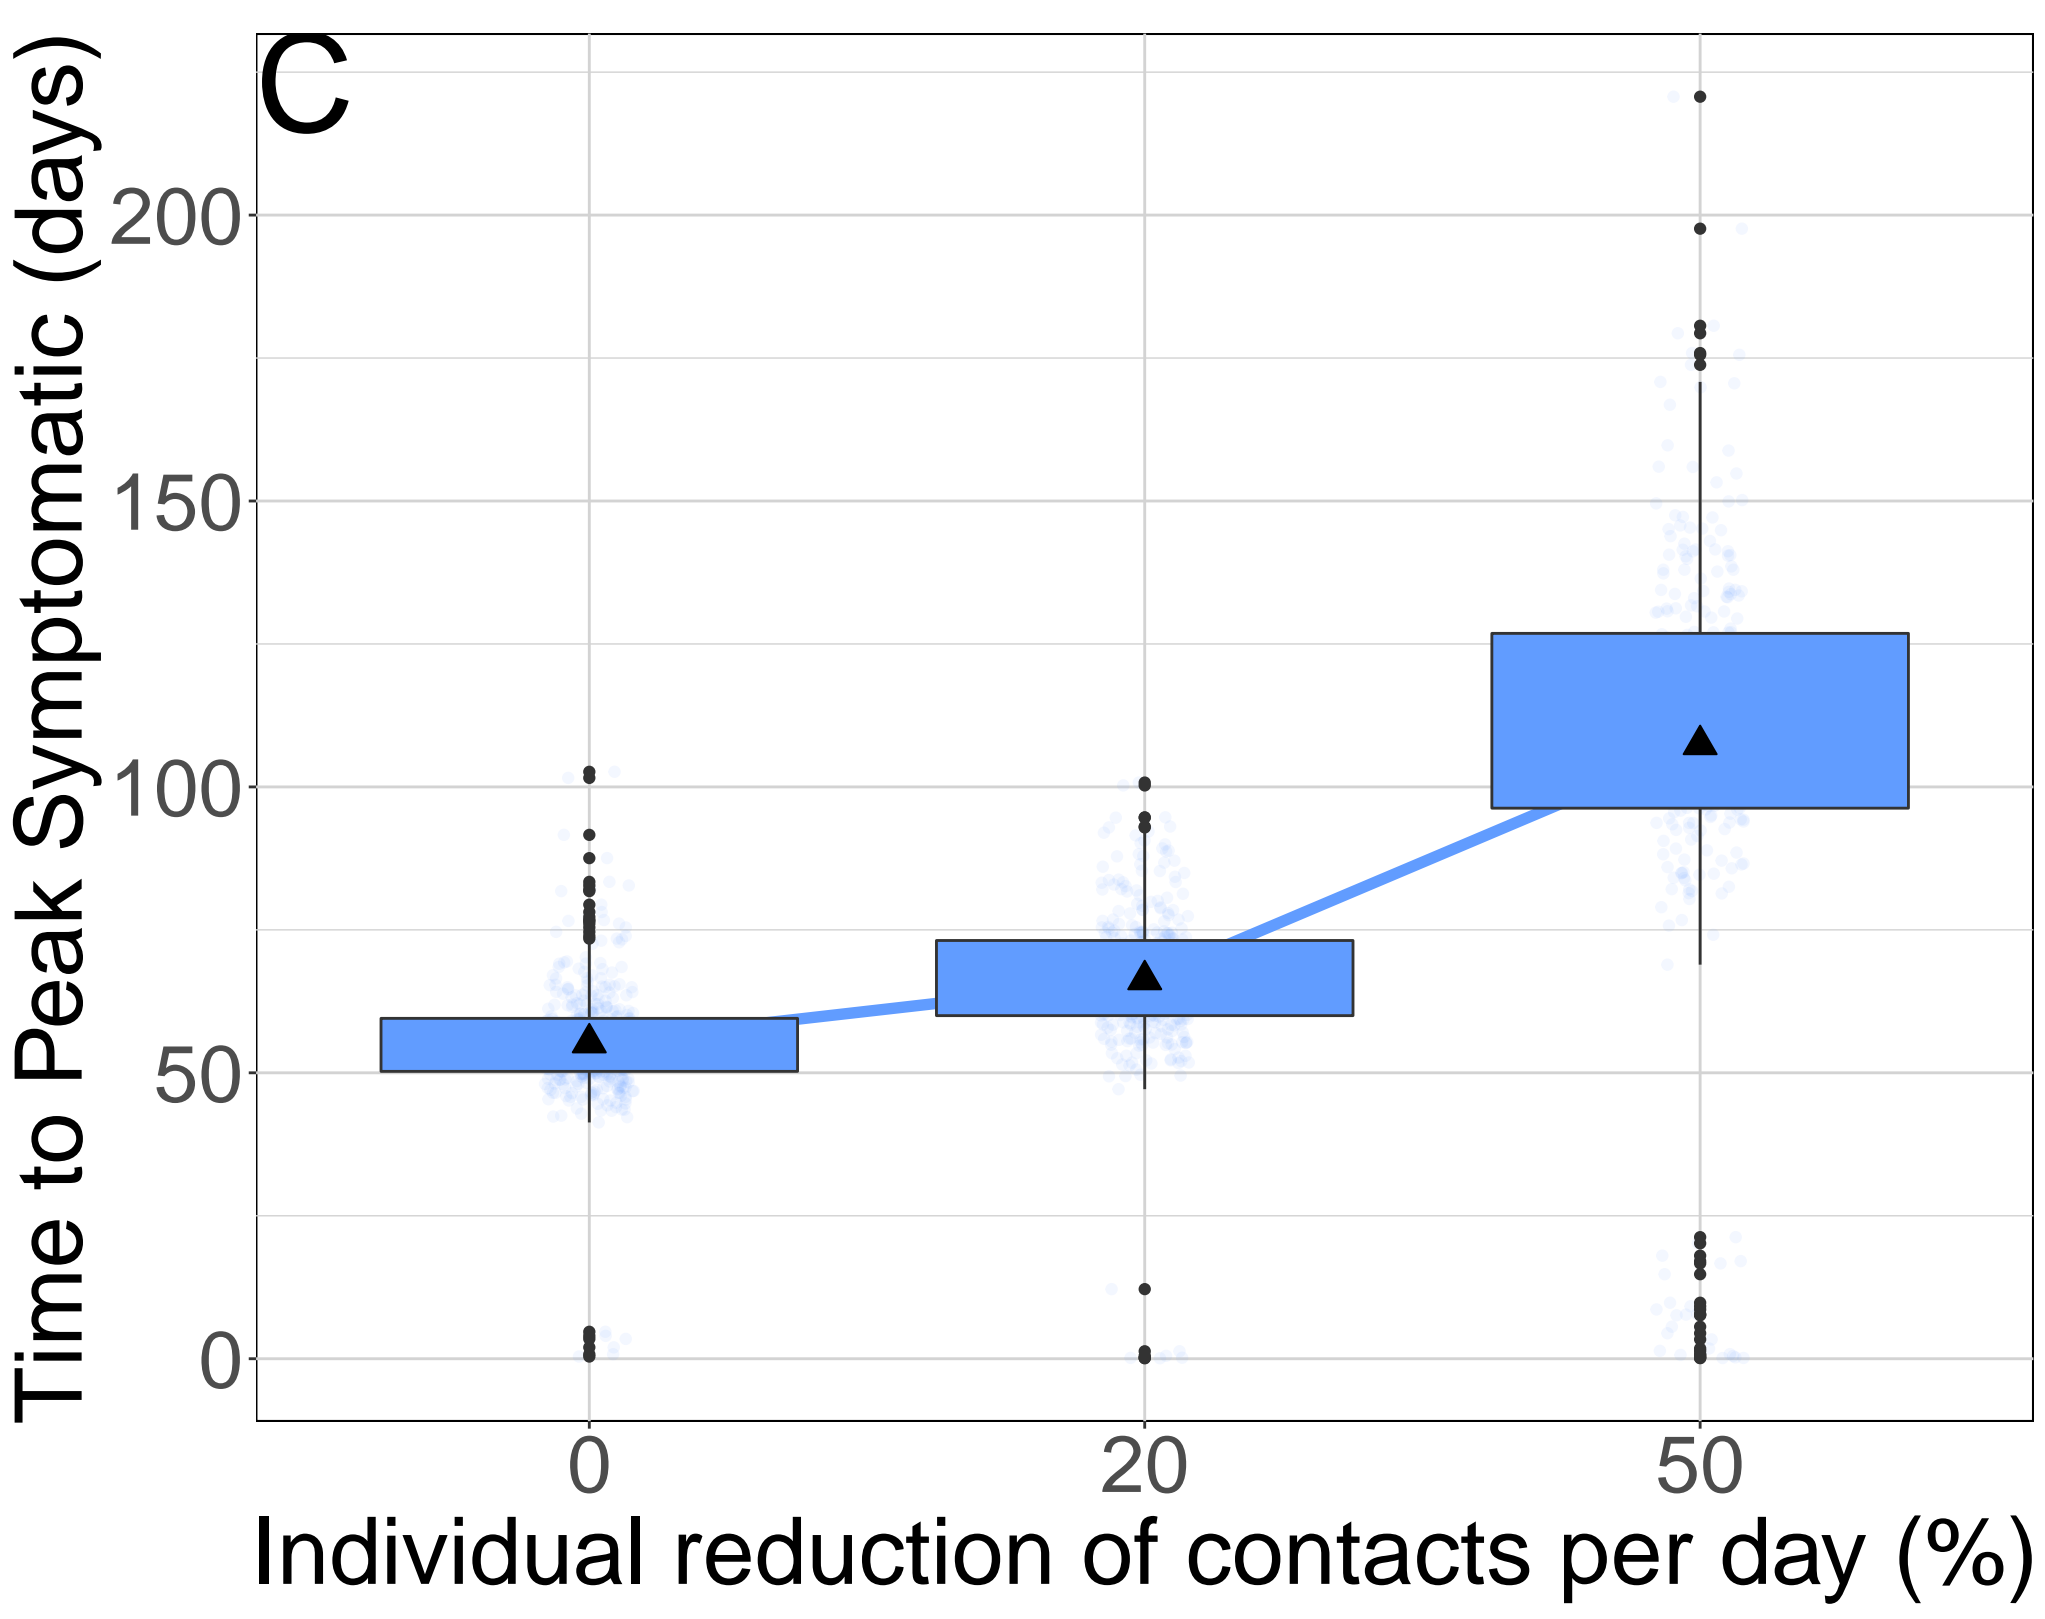 C
Time to Peak Symptomatic (days)
200
150
100
50
0
0 20 50
Individual reduction of contacts per day (%)